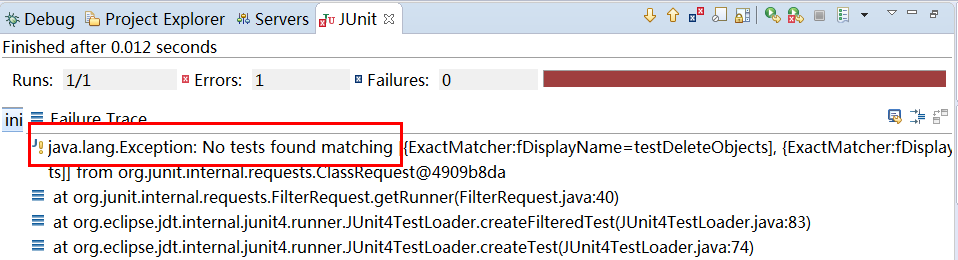 Debug Project Explorer Servers JUnit
Finished after 0.012 seconds
Runs: 1/1 Errors: 1 Failures: 0
ini Failure Trace
java.lang.Exception: No tests found matching [{ExactMatcher:fDisplayName=testDeleteObjects], {ExactMatcher:fDisplay
ts]] from org.junit.internal.requests.ClassRequest@4909b8da
at org.junit.internal.requests.FilterRequest.getRunner(FilterRequest.java:40)
at org.eclipse.jdt.internal.junit4.runner.JUnit4TestLoader.createFilteredTest(JUnit4TestLoader.java:83)
at org.eclipse.jdt.internal.junit4.runner.JUnit4TestLoader.createTest(JUnit4TestLoader.java:74)